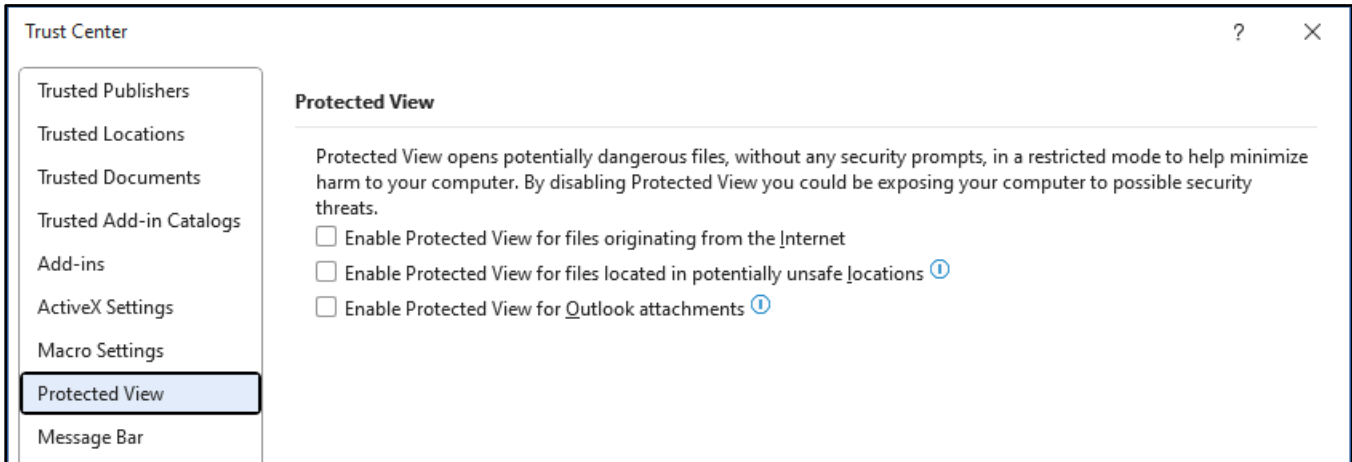 Trust Center
?
Trusted Publishers
Trusted Locations
Trusted Documents
Trusted Add-in Catalogs
Add-ins
ActiveX Settings
Macro Settings
Protected View
Message Bar
Protected View
Protected View opens potentially dangerous files, without any security prompts, in a restricted mode to help minimize
harm to your computer. By disabling Protected View you could be exposing your computer to possible security
threats.
Enable Protected View for files originating from the Internet
Enable Protected View for files located in potentially unsafe locations
Enable Protected View for Outlook attachments